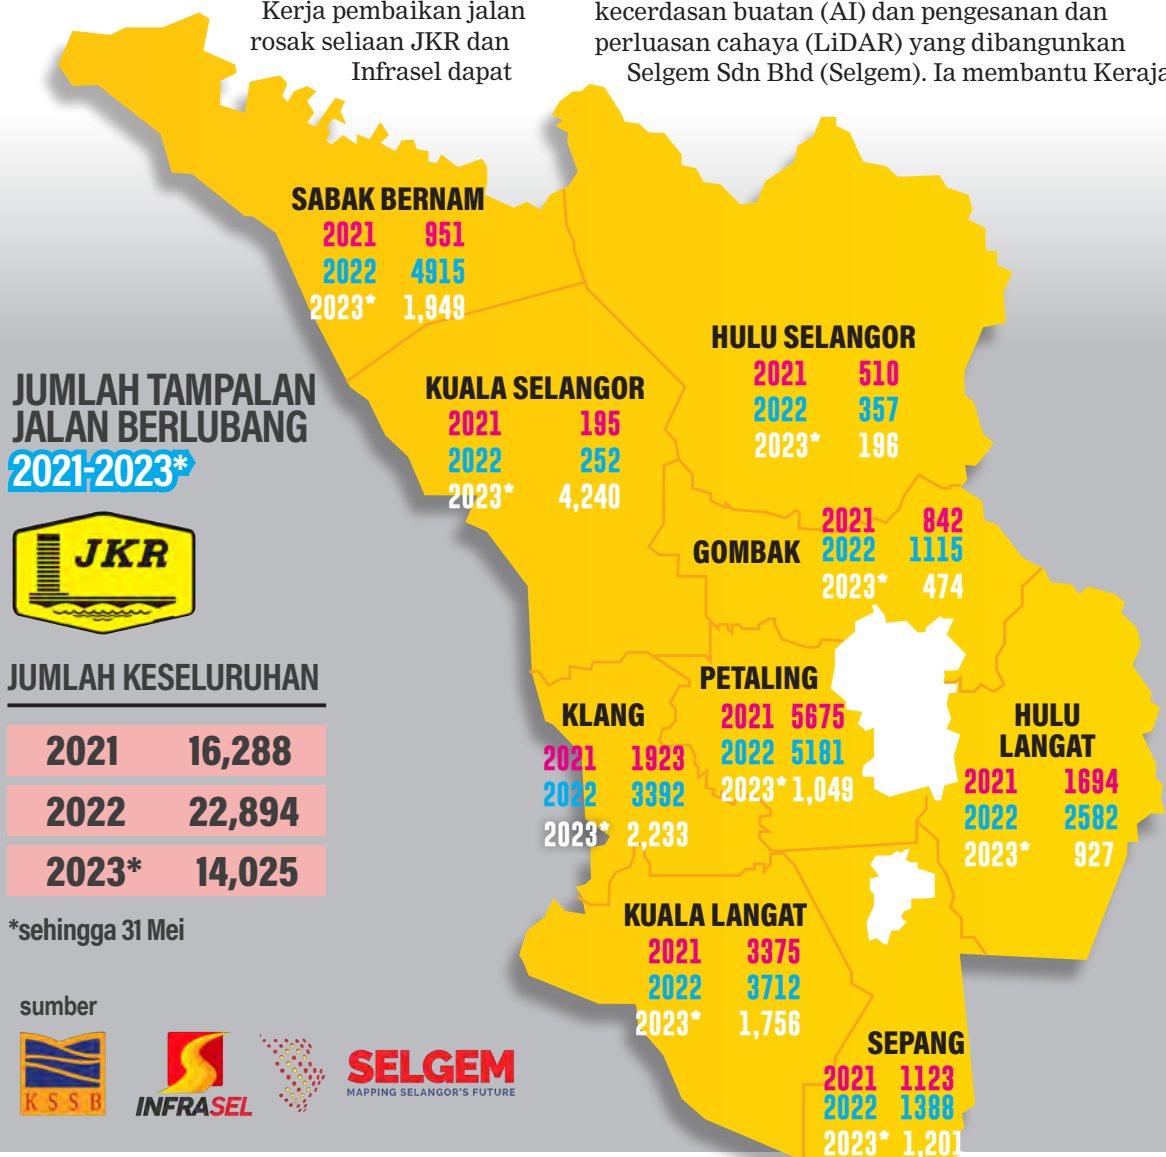 Kerja pembaikan jalan
rosak seliaan JKR dan
Infrasel dapat
kecerdasan buatan (AI) dan pengesanan dan
perluasan cahaya (LiDAR) yang dibangunkan
Selgem Sdn Bhd (Selgem). Ia membantu Keraja
SABAK BERNAM
2021 951
2022 4915
2023* 1,949
HULU SELANGOR
2021 510
2022 357
2023* 196
JUMLAH TAMPALAN
JALAN BERLUBANG
2021-2023*
KUALA SELANGOR
2021 195
2022 252
2023* 4,240
JKR
GOMBAK
2021 842
2022 1115
2023* 474
JUMLAH KESELURUHAN
2021 16,288
2022 22,894
2023* 14,025
*sehingga 31 Mei
PETALING
2021 5675
2022 5181
2023* 1,049
KLANG
2021 1923
2022 3392
2023* 2,233
HULU
LANGAT
2021 1694
2022 2582
2023* 927
KUALA LANGAT
2021 3375
2022 3712
2023* 1,756
SEPANG
2021 1123
2022 1388
2023* 1,201
sumber
KSSB
INFRASEL
SELGEM
MAPPING SELANGOR'S FUTURE